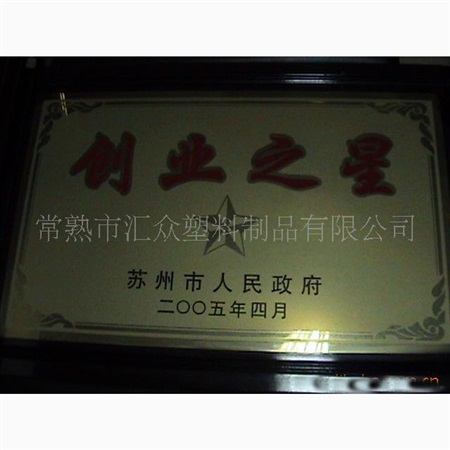 创业之星
常熟市汇众塑料制品有限公司
苏州市人民政府
二〇〇五年四月